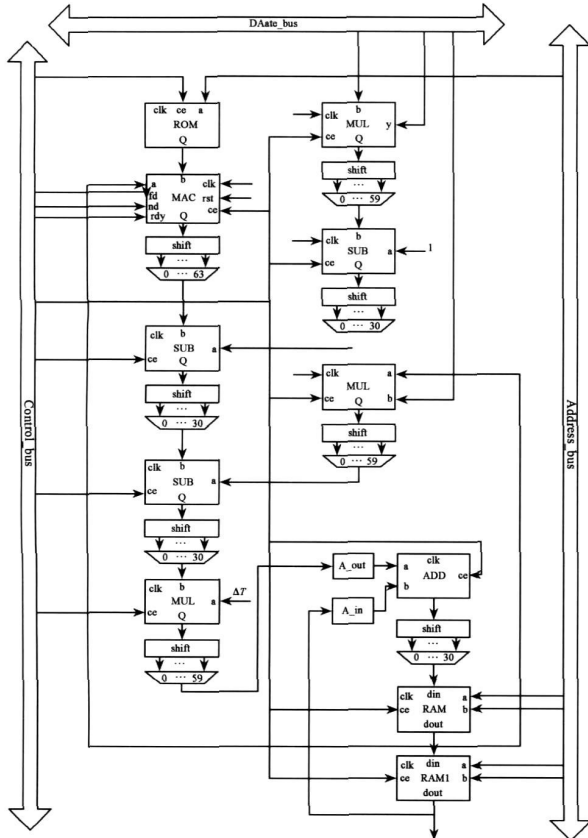 DAate_bus
clk ce a
ROM
Q
b
a
clk
fd
MAC
rst
nd
ce
rdy
Q
shift
...
0 ... 63
clk
b
SUB
a
ce
Q
shift
...
0 ... 30
clk
b
SUB
a
ce
Q
shift
...
0 ... 30
clk
b
MUL
a
ΔT
ce
Q
shift
...
0 ... 59
clk
b
MUL
y
ce
Q
shift
...
0 ... 59
clk
b
SUB
a
1
ce
Q
shift
...
0 ... 30
clk
a
MUL
ce
b
Q
shift
...
0 ... 59
A_out
A_in
clk
a
ADD
ce
b
shift
...
0 ... 30
clk din a
ce RAM b
dout
clk din a
ce RAM1 b
dout
Control_bus
Address_bus